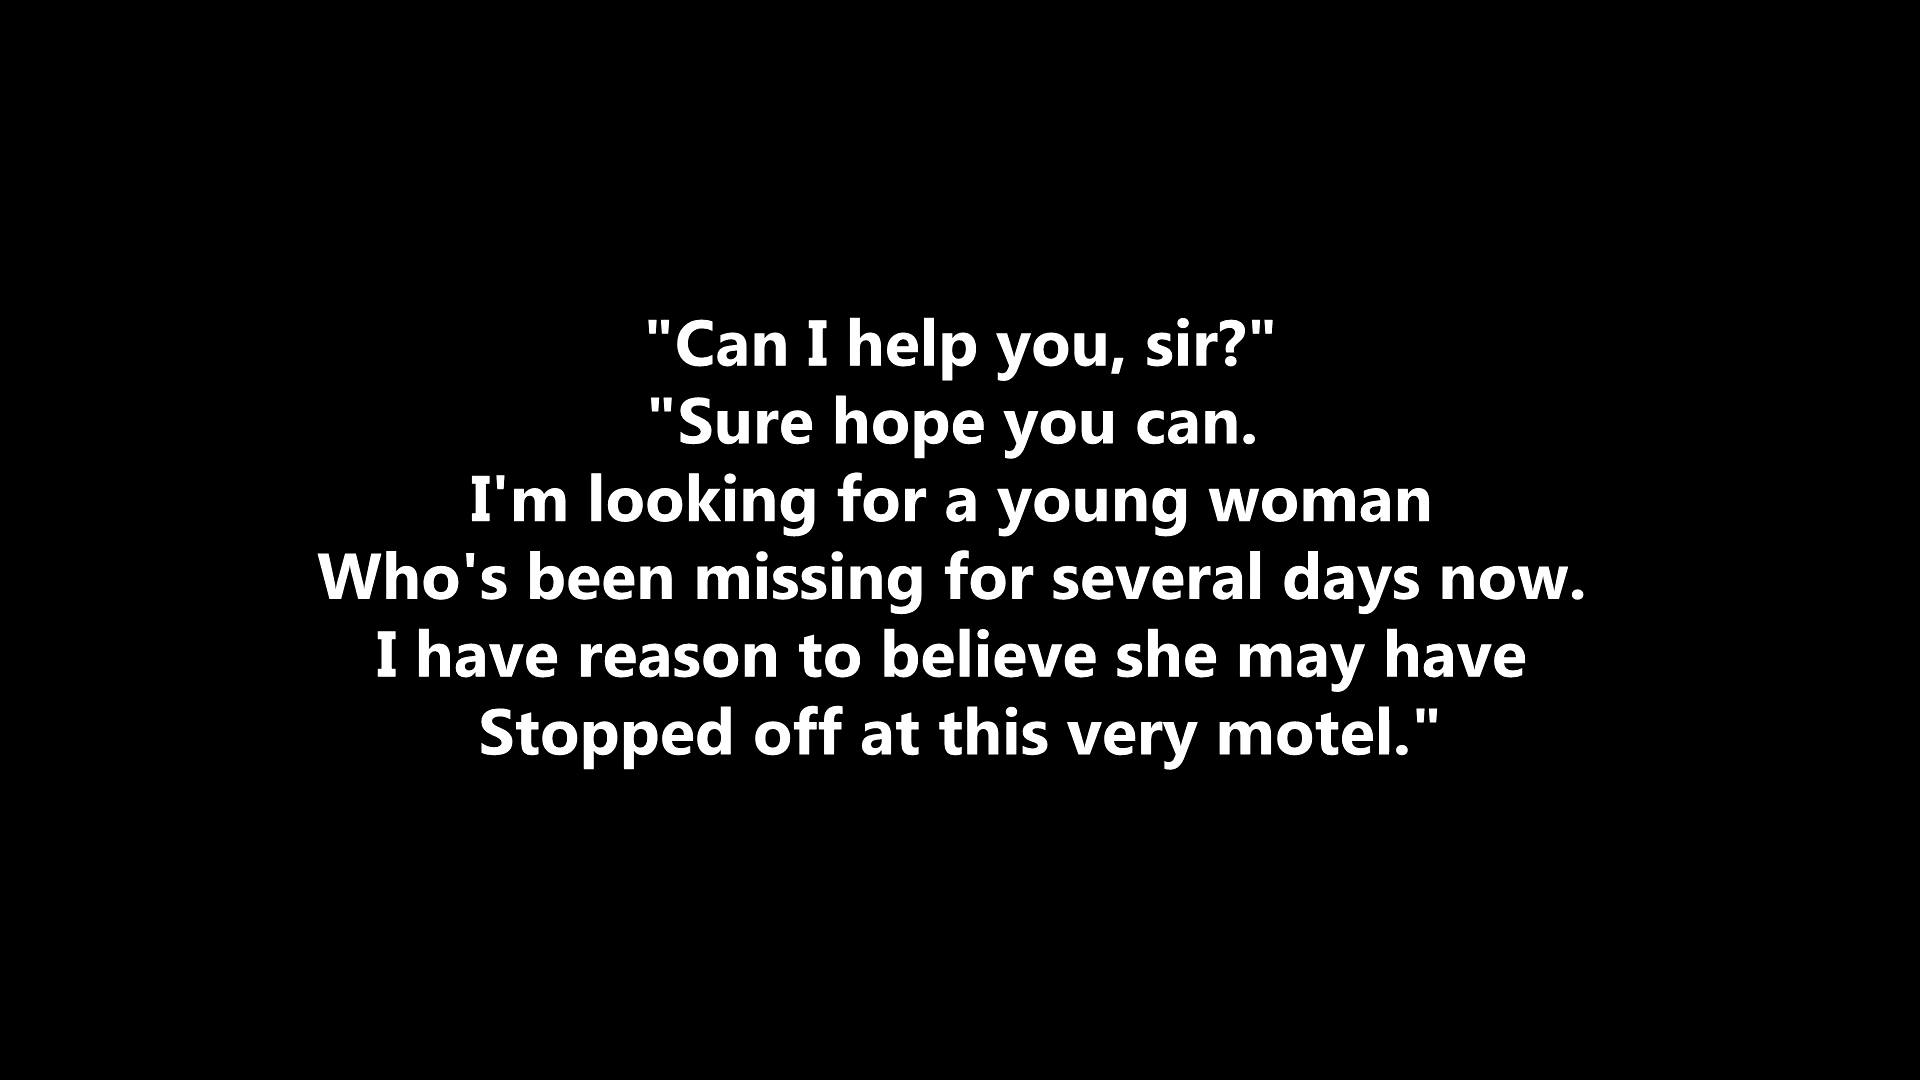 "Can I help you, sir?"
"Sure hope you can.
I'm looking for a young woman
Who's been missing for several days now.
I have reason to believe she may have
Stopped off at this very motel."